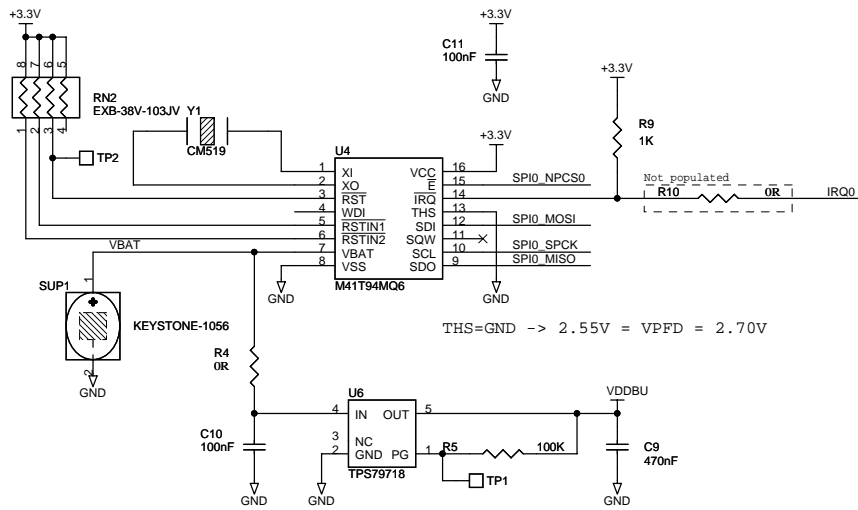 +3.3V
8 7 6 5
RN2
EXB-38V-103JV
1 2 3 4
TP2
Y1
CM519
+3.3V
C11
100nF
GND
+3.3V
R9
1K
+3.3V
U4
1 XI
2 XO
3 RST
4 WDI
5 RSTIN1
6 RSTIN2
7 VBAT
8 VSS
VCC 16
E 15
IRQ 14
THS 13
SDI 12
SQW 11
SCL 10
SDO 9
M41T94MQ6
SPI0_NPCS0
SPI0_MOSI
SPI0_SPCK
SPI0_MISO
Not populated
R10 0R
IRQ0
VBAT
GND
GND
SUP1
1
KEYSTONE-1056
2
GND
THS=GND -> 2.55V = VPFD = 2.70V
R4
0R
U6
4 IN
OUT 5
3 NC
2 GND
PG 1
TPS79718
C10
100nF
GND
GND
R5 100K
TP1
VDDBU
C9
470nF
GND